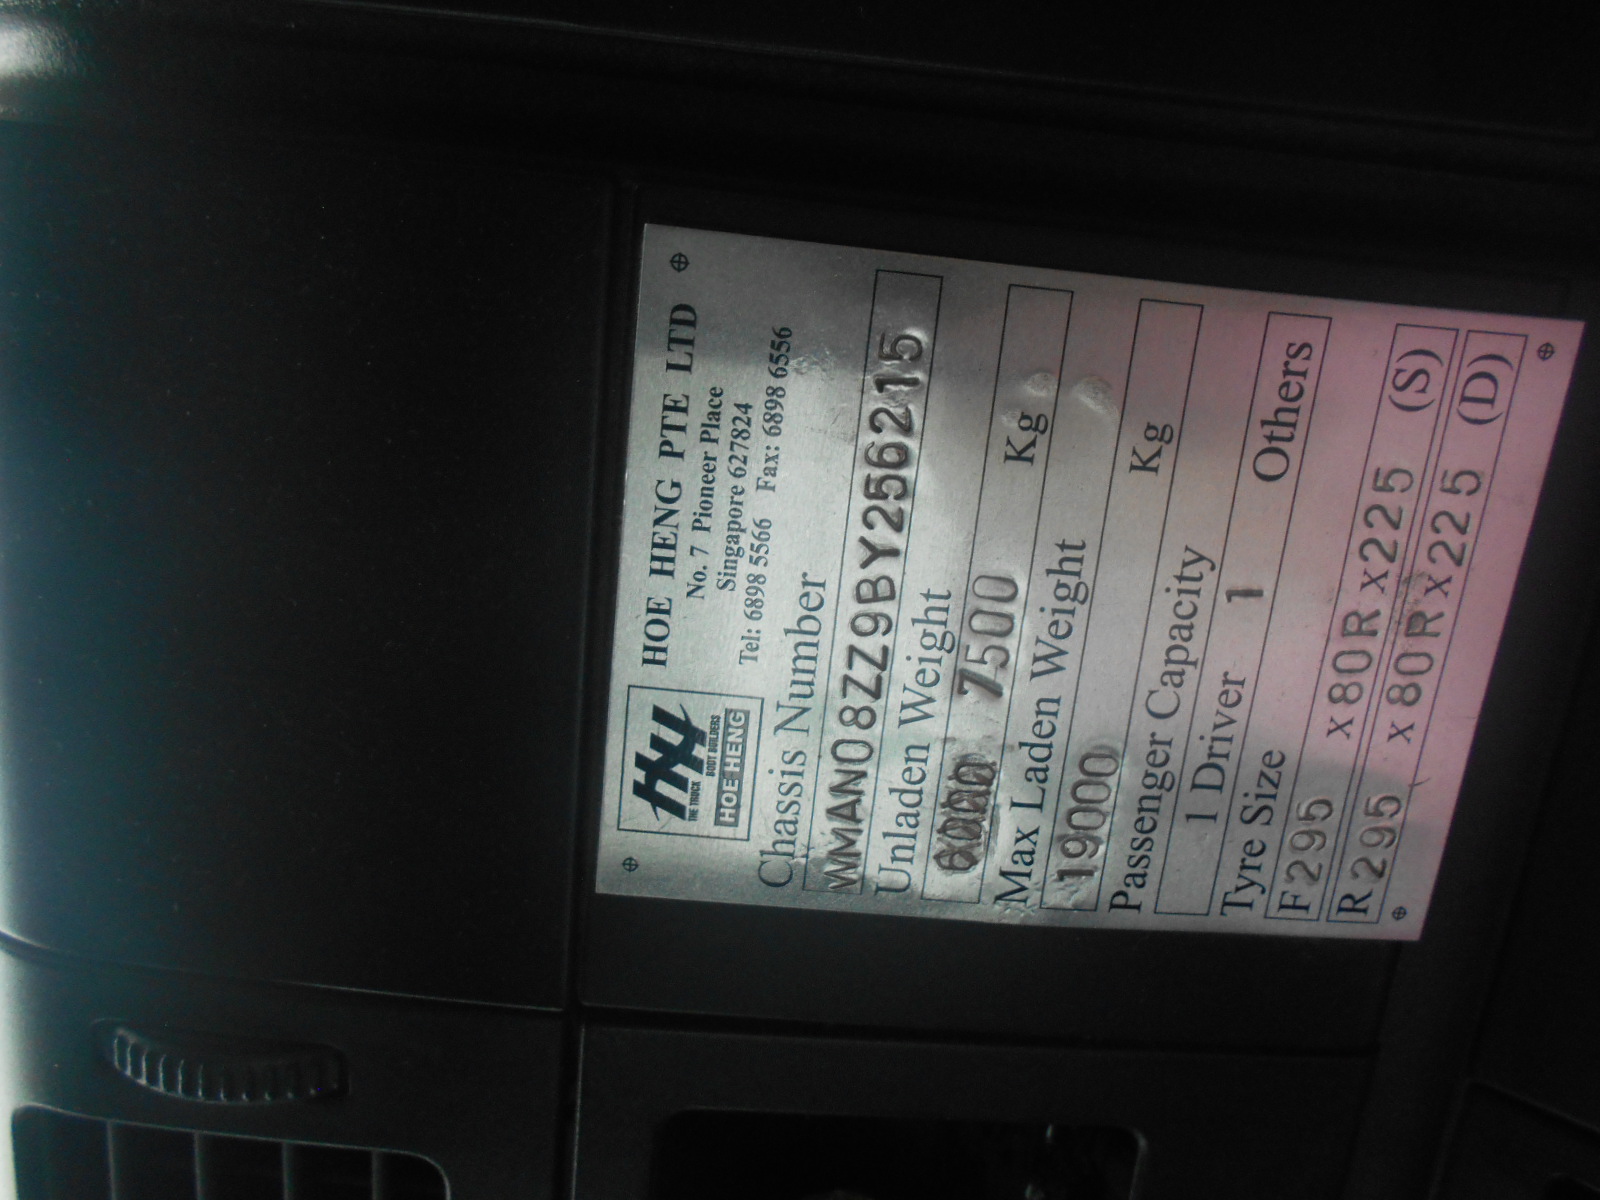 HH
THE TRUCK BODY BUILDERS
HOE HENG
HOE HENG PTE LTD
No. 7 Pioneer Place
Singapore 627824
Tel: 6898 5566 Fax: 6898 6556
Chassis Number
WMAN08ZZ9BY256215
Unladen Weight
7500 Kg
Max Laden Weight
19000 Kg
Passenger Capacity
1 Driver 1 Others
Tyre Size
F 295 X 80R X 225 (S)
R 295 X 80R X 225 (D)